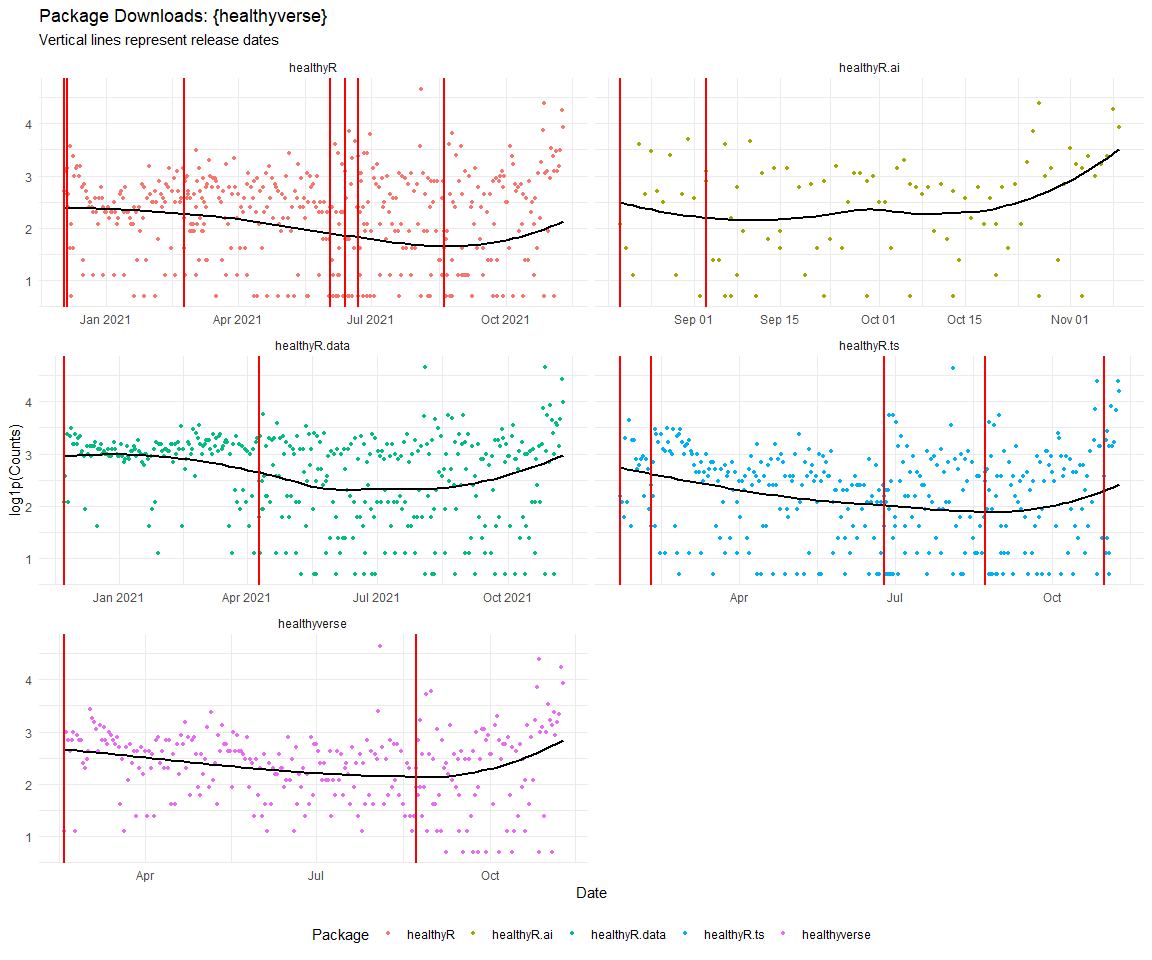 Package Downloads: {healthyverse}
Vertical lines represent release dates
healthyR
healthyR.ai
4
3
2
1
Jan 2021
Apr 2021
Jul 2021
Oct 2021
Sep 01
Sep 15
Oct 01
Oct 15
Nov 01
healthyR.data
healthyR.ts
log1p(Counts)
4
3
2
1
Jan 2021
Apr 2021
Jul 2021
Oct 2021
Apr
Jul
Oct
healthyverse
4
3
2
1
Apr
Jul
Oct
Date
Package healthyR healthyR.ai healthyR.data healthyR.ts healthyverse